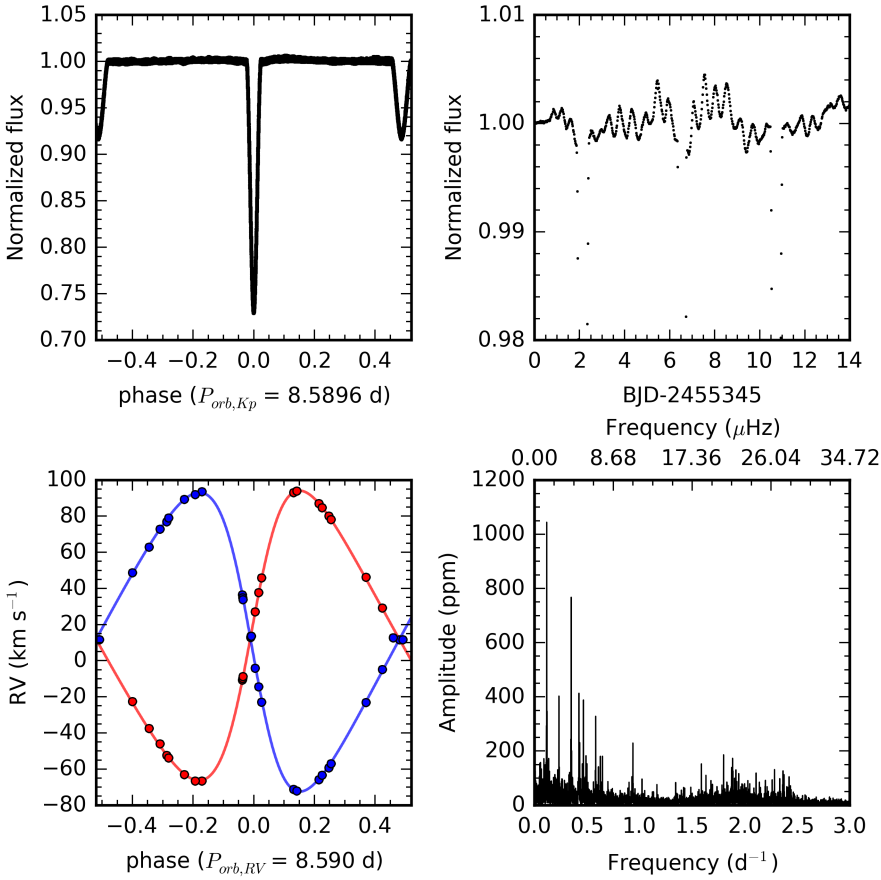 1.05
1.00
0.95
0.90
0.85
0.80
0.75
0.70
Normalized flux
−0.4 −0.2 0.0 0.2 0.4
phase (P_orb,Kp = 8.5896 d)
1.01
1.00
0.99
0.98
Normalized flux
0 2 4 6 8 10 12 14
BJD-2455345
100
80
60
40
20
0
−20
−40
−60
−80
RV (km s⁻¹)
−0.4 −0.2 0.0 0.2 0.4
phase (P_orb,RV = 8.590 d)
Frequency (μHz)
0.00 8.68 17.36 26.04 34.72
1200
1000
800
600
400
200
0
Amplitude (ppm)
0.0 0.5 1.0 1.5 2.0 2.5 3.0
Frequency (d⁻¹)